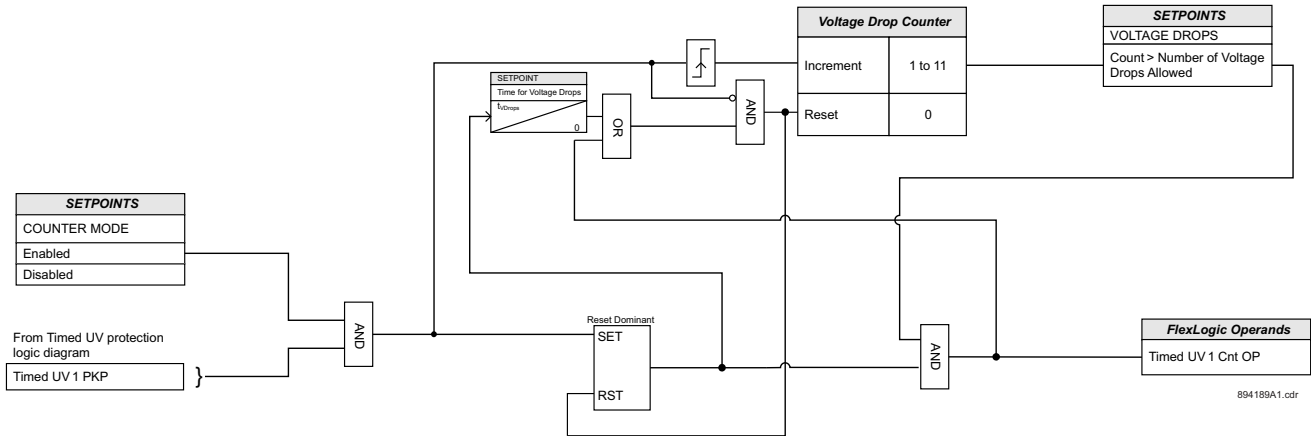 Voltage Drop Counter
Increment
1 to 11
Reset
0
SETPOINTS
VOLTAGE DROPS
Count > Number of Voltage
Drops Allowed
SETPOINT
Time for Voltage Drops
tVDrops
0
OR
AND
SETPOINTS
COUNTER MODE
Enabled
Disabled
From Timed UV protection
logic diagram
Timed UV 1 PKP
}
AND
Reset Dominant
SET
RST
AND
FlexLogic Operands
Timed UV 1 Cnt OP
894189A1.cdr